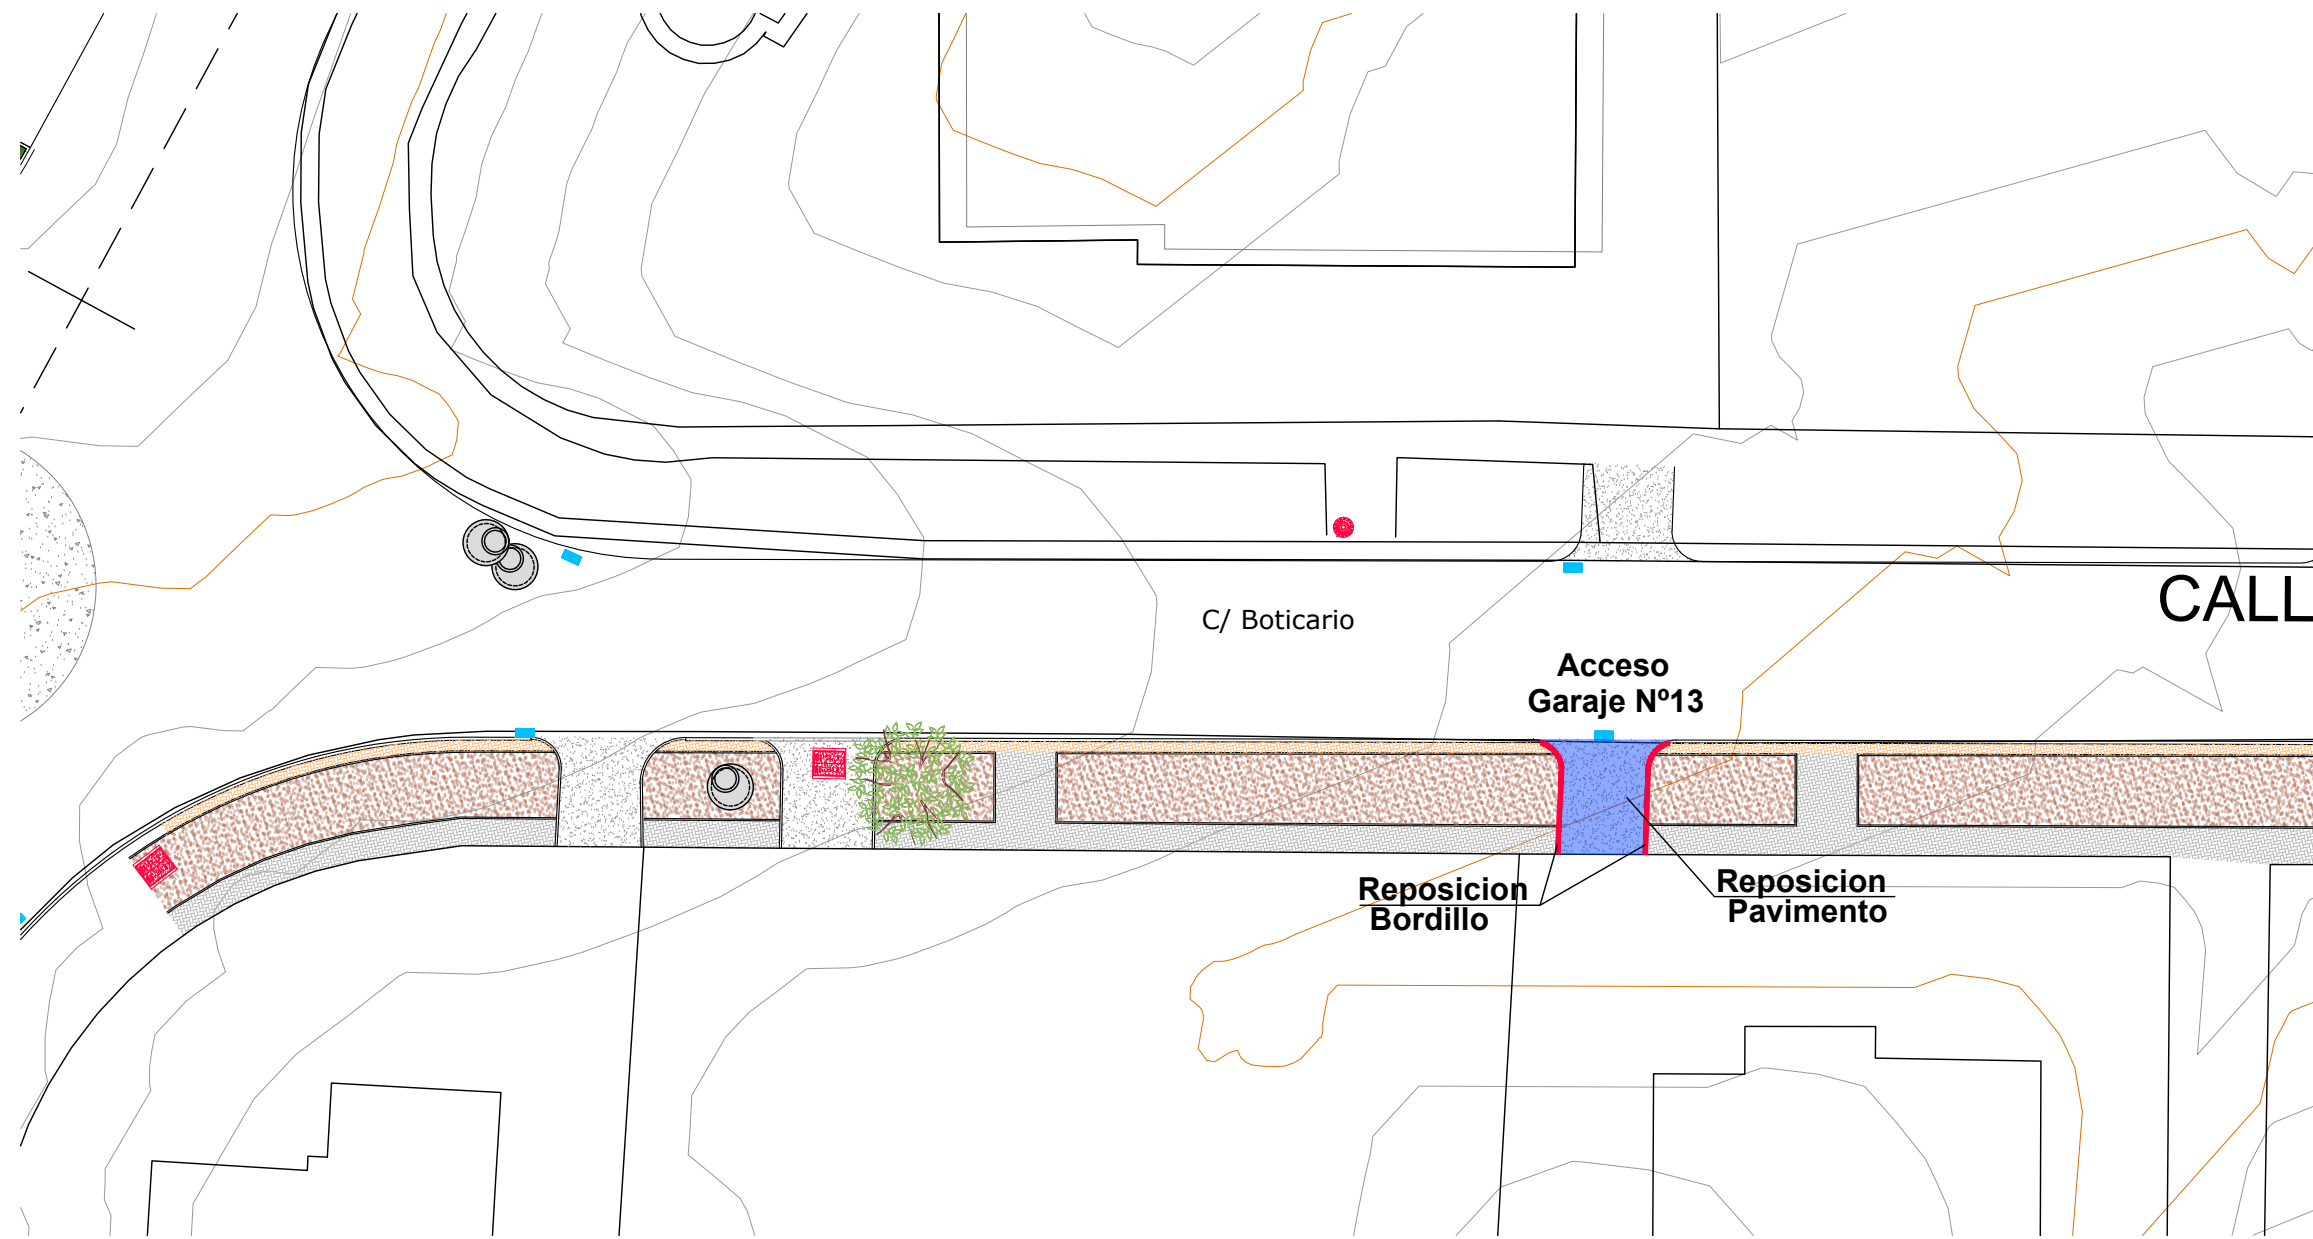 C/ Boticario
CALL
Acceso
Garaje Nº13
Reposicion
Bordillo
Reposicion
Pavimento